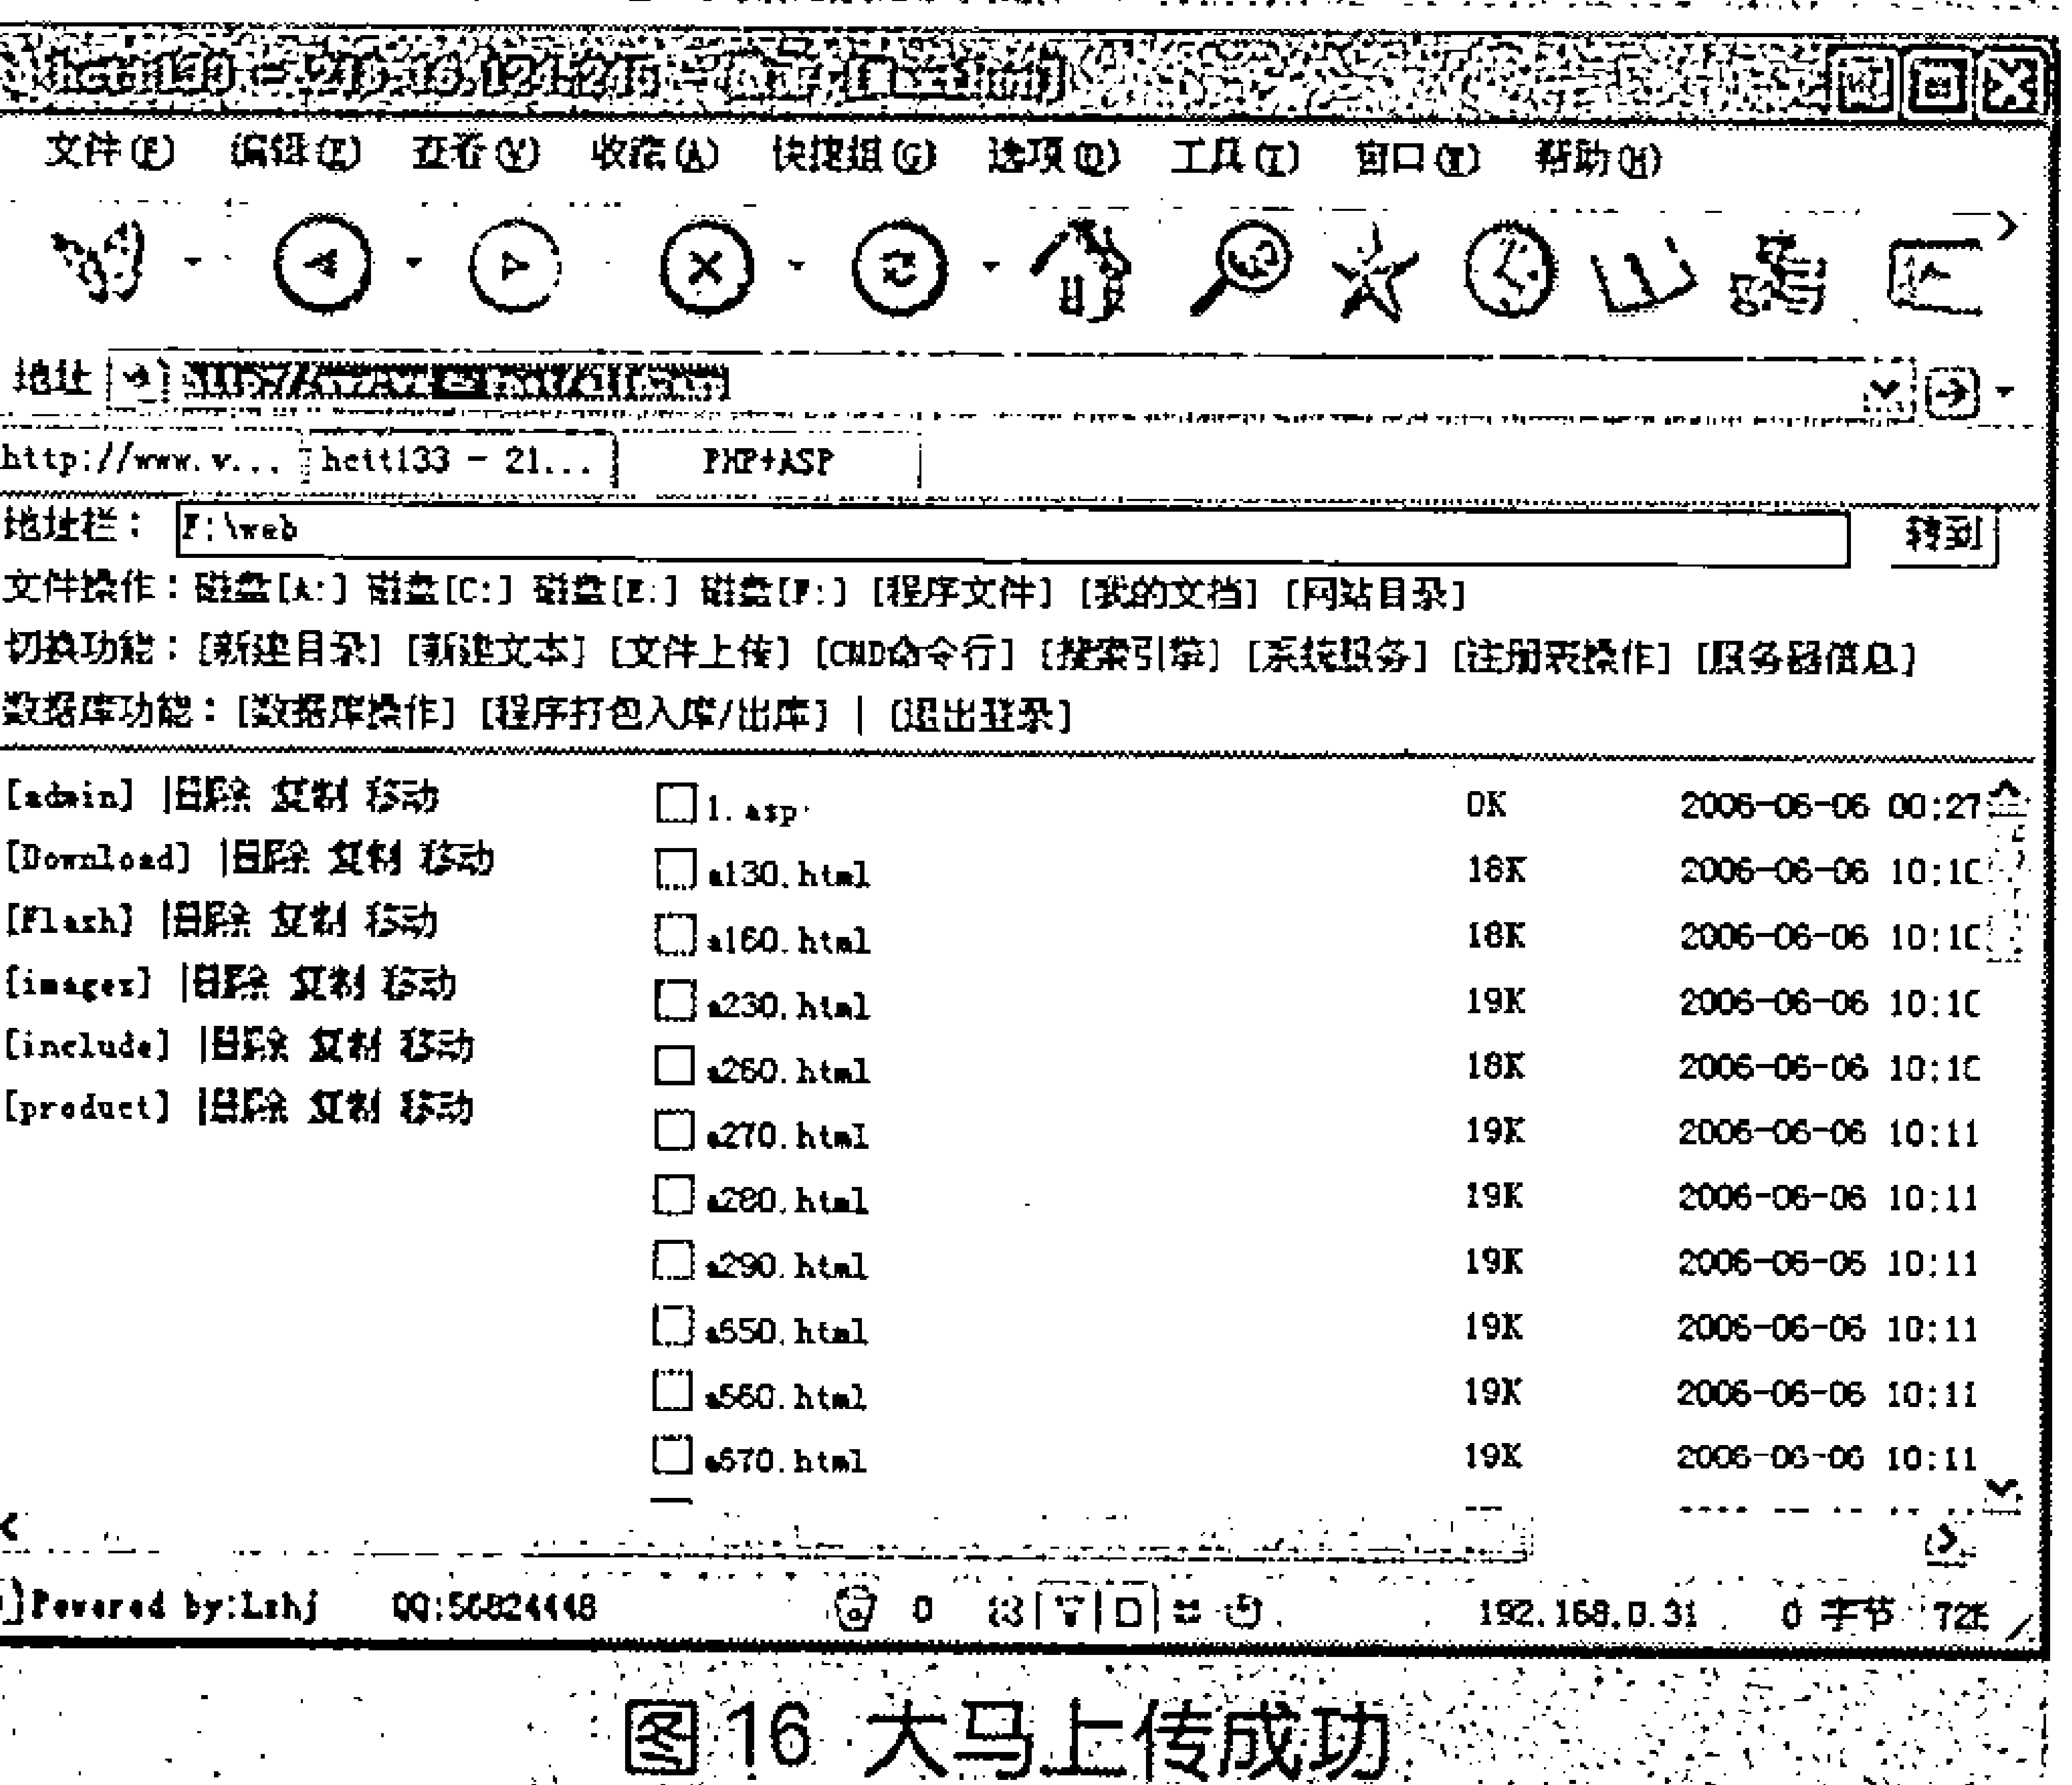 文件(F) 编辑(E) 查看(V) 收藏(A) 快捷组(G) 选项(O) 工具(T) 窗口(W) 帮助(H)
地址
http://www.v... hcit133 - 21... PHP+ASP
地址栏： F:\web 转到
文件操作：磁盘[A:] 磁盘[C:] 磁盘[E:] 磁盘[F:] [程序文件] [我的文档] [网站目录]
切换功能：[新建目录] [新建文本] [文件上传] [CMD命令行] [搜索引擎] [系统服务] [注册表操作] [服务器信息]
数据库功能：[数据库操作] [程序打包入库/出库] | [退出登录]
[admin] |删除 复制 移动 1.asp 0K 2006-06-06 00:27
[Download] |删除 复制 移动 a130.html 18K 2006-06-06 10:10
[Flash] |删除 复制 移动 a160.html 18K 2006-06-06 10:10
[images] |删除 复制 移动 a230.html 19K 2006-06-06 10:10
[include] |删除 复制 移动 a260.html 18K 2006-06-06 10:10
[product] |删除 复制 移动 a270.html 19K 2006-06-06 10:11
a280.html 19K 2006-06-06 10:11
a290.html 19K 2006-06-06 10:11
a550.html 19K 2006-06-06 10:11
a560.html 19K 2006-06-06 10:11
a570.html 19K 2006-06-06 10:11
Powered by:Lshj QQ:56824448 0 192.168.0.31 0 字节
图16 大马上传成功